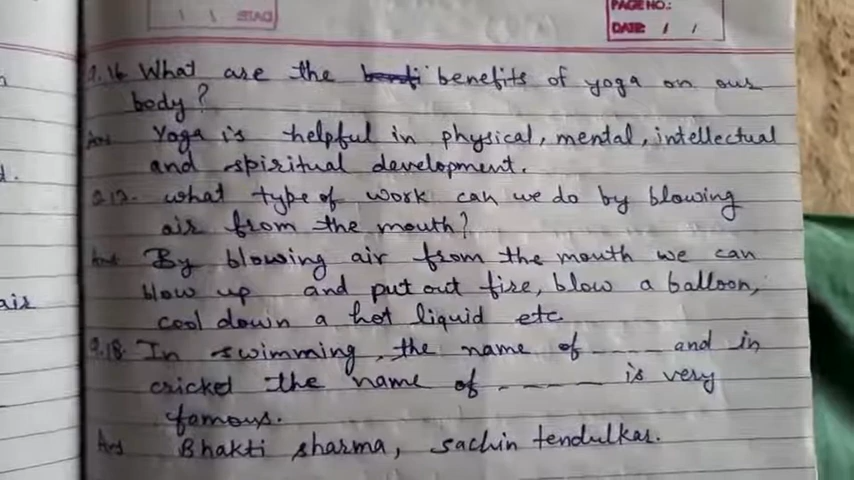 PAGE NO.:
DATE / /
Q.16 What are the benefits of yoga on our
body?
Ans Yoga is helpful in physical, mental, intellectual
and spiritual development.
Q.17. what type of work can we do by blowing
air from the mouth?
Ans By blowing air from the mouth we can
blow up and put out fire, blow a balloon,
cool down a hot liquid etc
Q.18. In swimming, the name of ---- and in
cricket the name of ----- is very
famous.
Ans Bhakti sharma, sachin tendulkar.
air